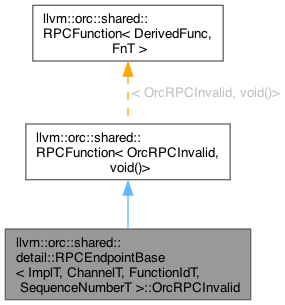 llvm::orc::shared::
RPCFunction< DerivedFunc,
FnT >
< OrcRPCInvalid, void()>
llvm::orc::shared::
RPCFunction< OrcRPCInvalid,
void()>
llvm::orc::shared::
detail::RPCEndpointBase
< ImplT, ChannelT, FunctionIdT,
SequenceNumberT >::OrcRPCInvalid